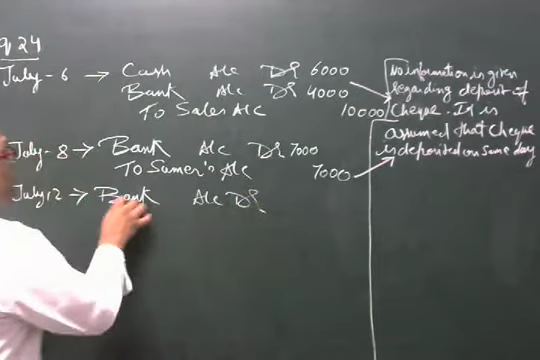 Q 24
July - 6 → Cash A/c Dr 6000
Bank A/c Dr 4000
To Sales A/c 10000
July - 8 → Bank A/c Dr 7000
To Sumer's A/c 7000
July 12 → Bank A/c Dr
No information is given
regarding deposit of
Cheque. It is
assumed that Cheque
is deposited on same day